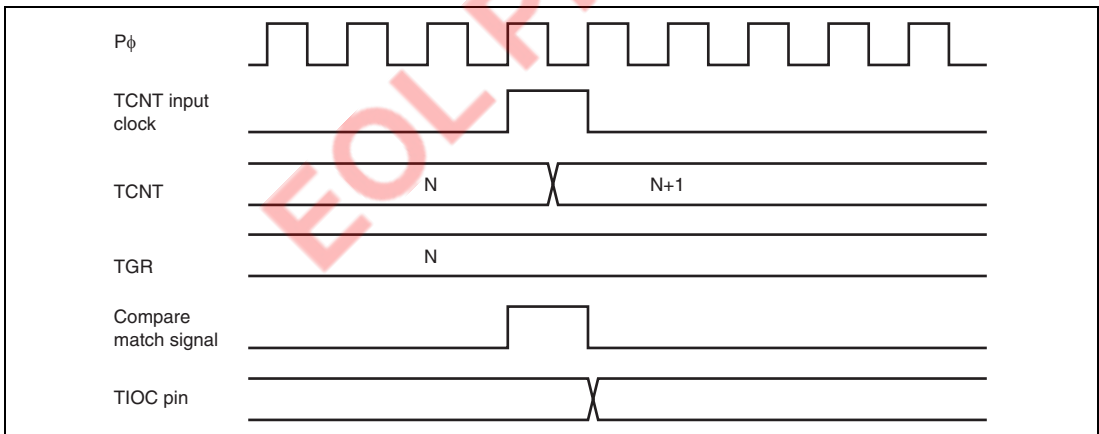 Pϕ
TCNT input
clock
TCNT
N
N+1
TGR
N
Compare
match signal
TIOC pin
EOL P